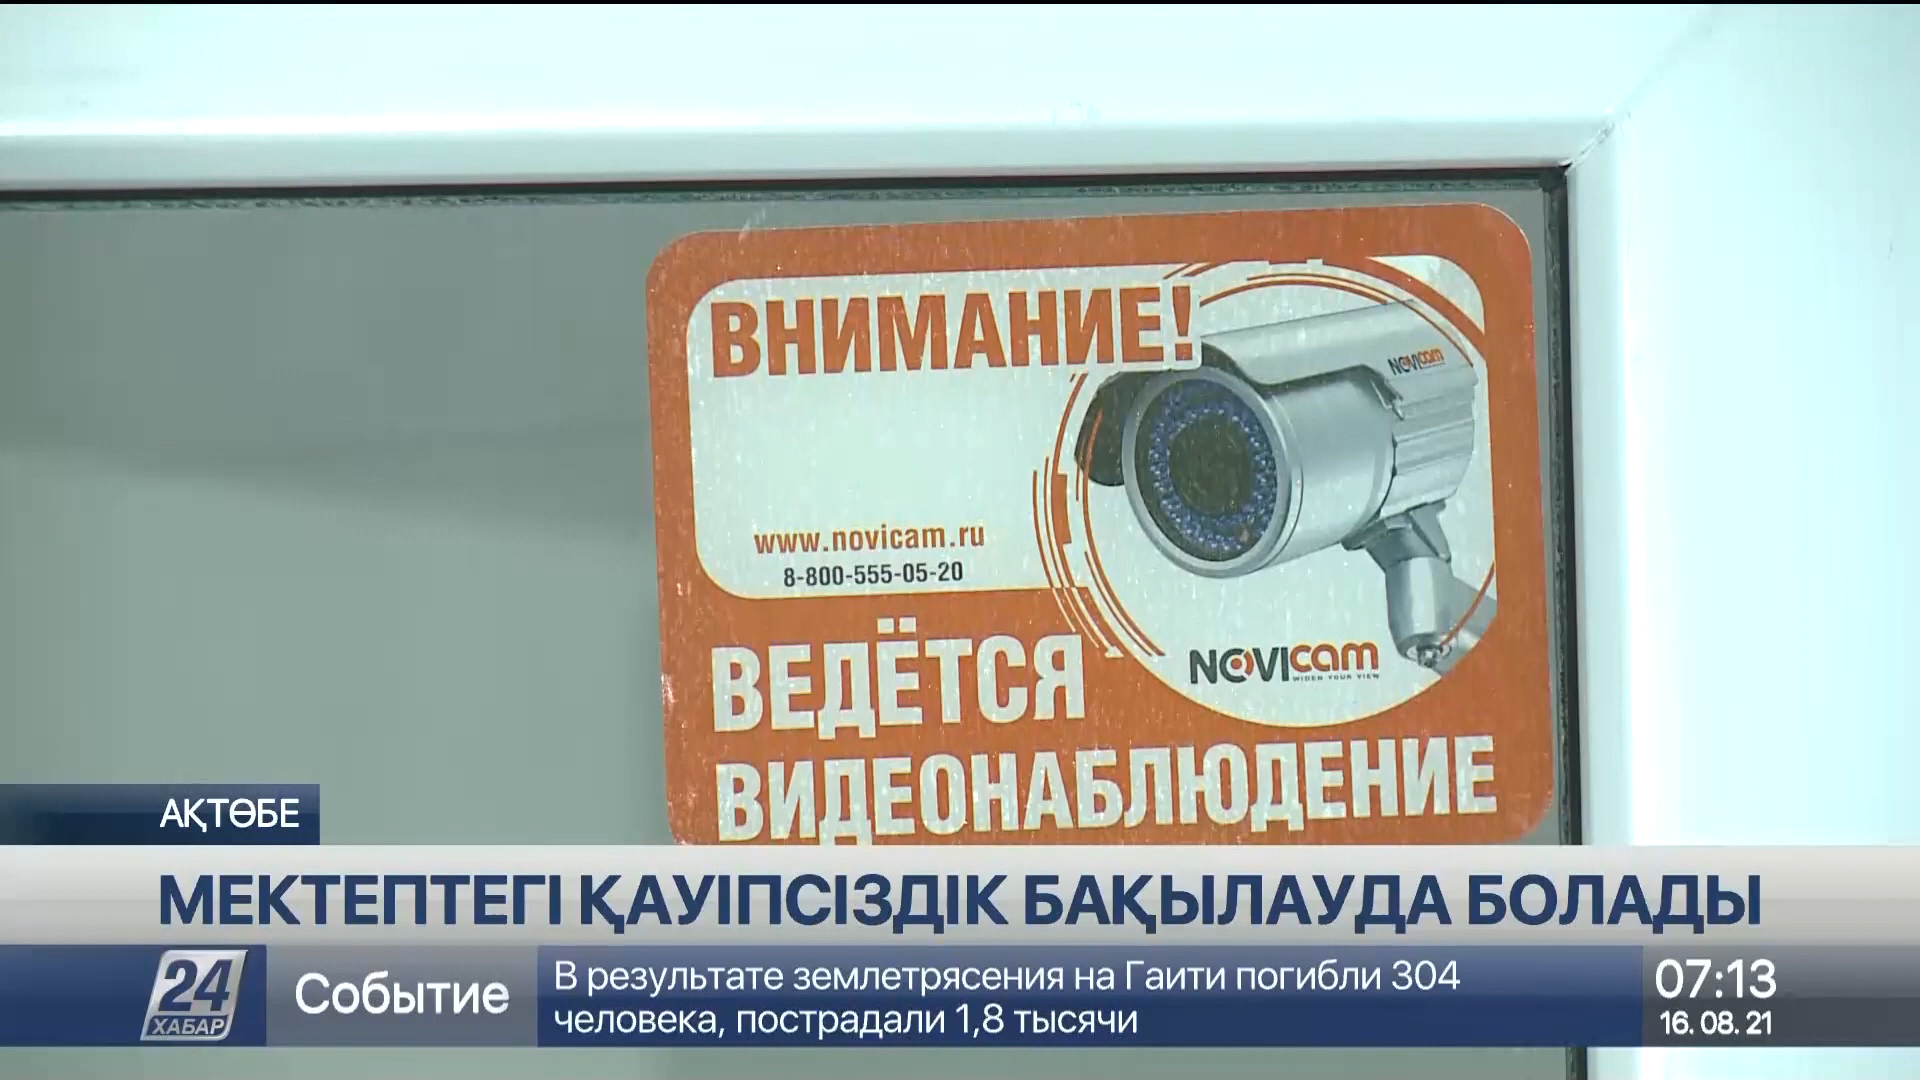 ВНИМАНИЕ!
NOVIcam
www.novicam.ru
8-800-555-05-20
NOVIcam
WIDEN YOUR VIEW
ВЕДЁТСЯ
ВИДЕОНАБЛЮДЕНИЕ
АҚТӨБЕ
МЕКТЕПТЕГІ ҚАУІПСІЗДІК БАҚЫЛАУДА БОЛАДЫ
24
ХАБАР
Событие
В результате землетрясения на Гаити погибли 304
человека, пострадали 1,8 тысячи
07:13
16. 08. 21